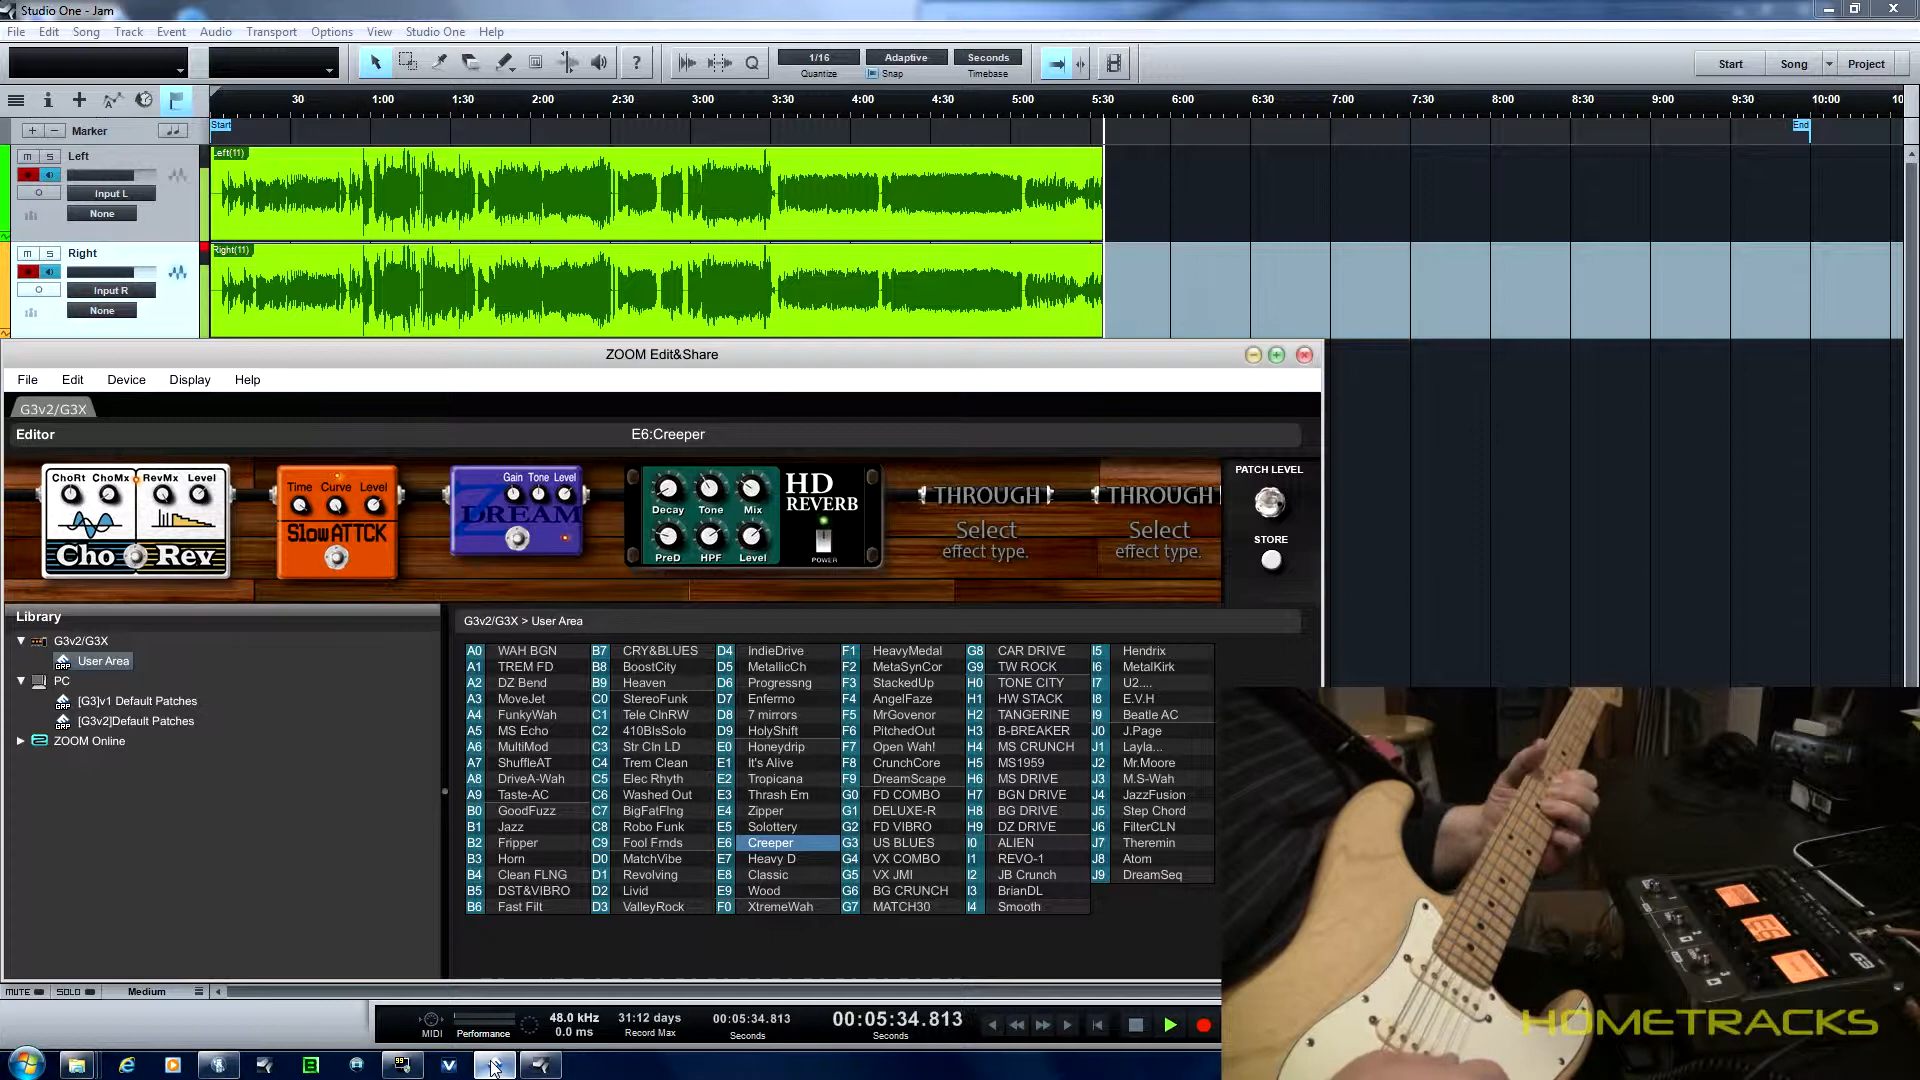 Studio One - Jam
File Edit Song Track Event Audio Transport Options View Studio One Help
1/16 Adaptive Seconds
Quantize Snap Timebase
Start Song Project
30 1:00 1:30 2:00 2:30 3:00 3:30 4:00 4:30 5:00 5:30 6:00 6:30 7:00 7:30 8:00 8:30 9:00 9:30 10:00 10
Marker
Start
End
M S Left
Left(11)
Input L
None
M S Right
Right(11)
Input R
None
ZOOM Edit&Share
File Edit Device Display Help
G3v2/G3X
Editor
E6:Creeper
ChoRt ChoMx RevMx Level
Cho Rev
Time Curve Level
SlowATTCK
Gain Tone Level
Z DREAM
Decay Tone Mix
PreD HPF Level
HD REVERB
POWER
THROUGH
Select
effect type.
THROUGH
Select
effect type.
PATCH LEVEL
STORE
Library
G3v2/G3X
User Area
PC
[G3]v1 Default Patches
[G3v2]Default Patches
ZOOM Online
G3v2/G3X > User Area
A0 WAH BGN B7 CRY&BLUES D4 IndieDrive F1 HeavyMedal G8 CAR DRIVE I5 Hendrix
A1 TREM FD B8 BoostCity D5 MetallicCh F2 MetaSynCor G9 TW ROCK I6 MetalKirk
A2 DZ Bend B9 Heaven D6 Progressng F3 StackedUp H0 TONE CITY I7 U2....
A3 MoveJet C0 StereoFunk D7 Enfermo F4 AngelFaze H1 HW STACK I8 E.V.H
A4 FunkyWah C1 Tele ClnRW D8 7 mirrors F5 MrGovenor H2 TANGERINE I9 Beatle AC
A5 MS Echo C2 410BlsSolo D9 HolyShift F6 PitchedOut H3 B-BREAKER J0 J.Page
A6 MultiMod C3 Str Cln LD E0 Honeydrip F7 Open Wah! H4 MS CRUNCH J1 Layla...
A7 ShuffleAT C4 Trem Clean E1 It's Alive F8 CrunchCore H5 MS1959 J2 Mr.Moore
A8 DriveA-Wah C5 Elec Rhyth E2 Tropicana F9 DreamScape H6 MS DRIVE J3 M.S-Wah
A9 Taste-AC C6 Washed Out E3 Thrash Em G0 FD COMBO H7 BGN DRIVE J4 JazzFusion
B0 GoodFuzz C7 BigFatFlng E4 Zipper G1 DELUXE-R H8 BG DRIVE J5 Step Chord
B1 Jazz C8 Robo Funk E5 Solottery G2 FD VIBRO H9 DZ DRIVE J6 FilterCLN
B2 Fripper C9 Fool Frnds E6 Creeper G3 US BLUES I0 ALIEN J7 Theremin
B3 Horn D0 MatchVibe E7 Heavy D G4 VX COMBO I1 REVO-1 J8 Atom
B4 Clean FLNG D1 Revolving E8 Classic G5 VX JMI I2 JB Crunch J9 DreamSeq
B5 DST&VIBRO D2 Livid E9 Wood G6 BG CRUNCH I3 BrianDL
B6 Fast Filt D3 ValleyRock F0 XtremeWah G7 MATCH30 I4 Smooth
MUTE SOLO Medium
MIDI Performance
48.0 kHz
0.0 ms
31:12 days
Record Max
00:05:34.813
Seconds
00:05:34.813
Seconds
G3
HOMETRACKS